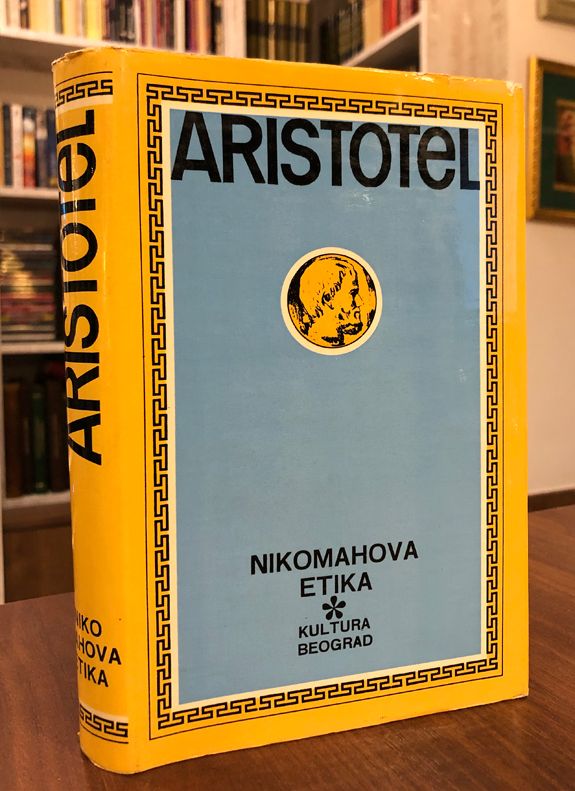 ARISTOTeL
ARISTOTeL
NIKOMAHOVA
ETIKA
KULTURA
BEOGRAD
NIKO
MAHOVA
ETIKA